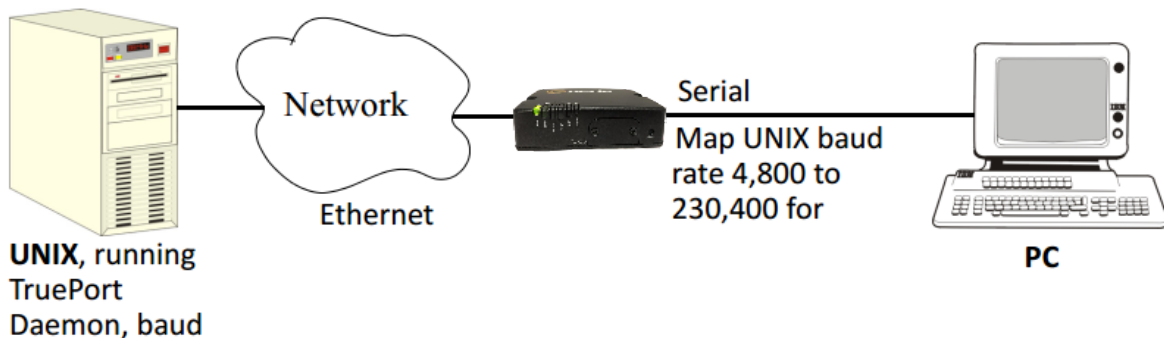 Network
Ethernet
Serial
Map UNIX baud
rate 4,800 to
230,400 for
UNIX, running
TruePort
Daemon, baud
PC